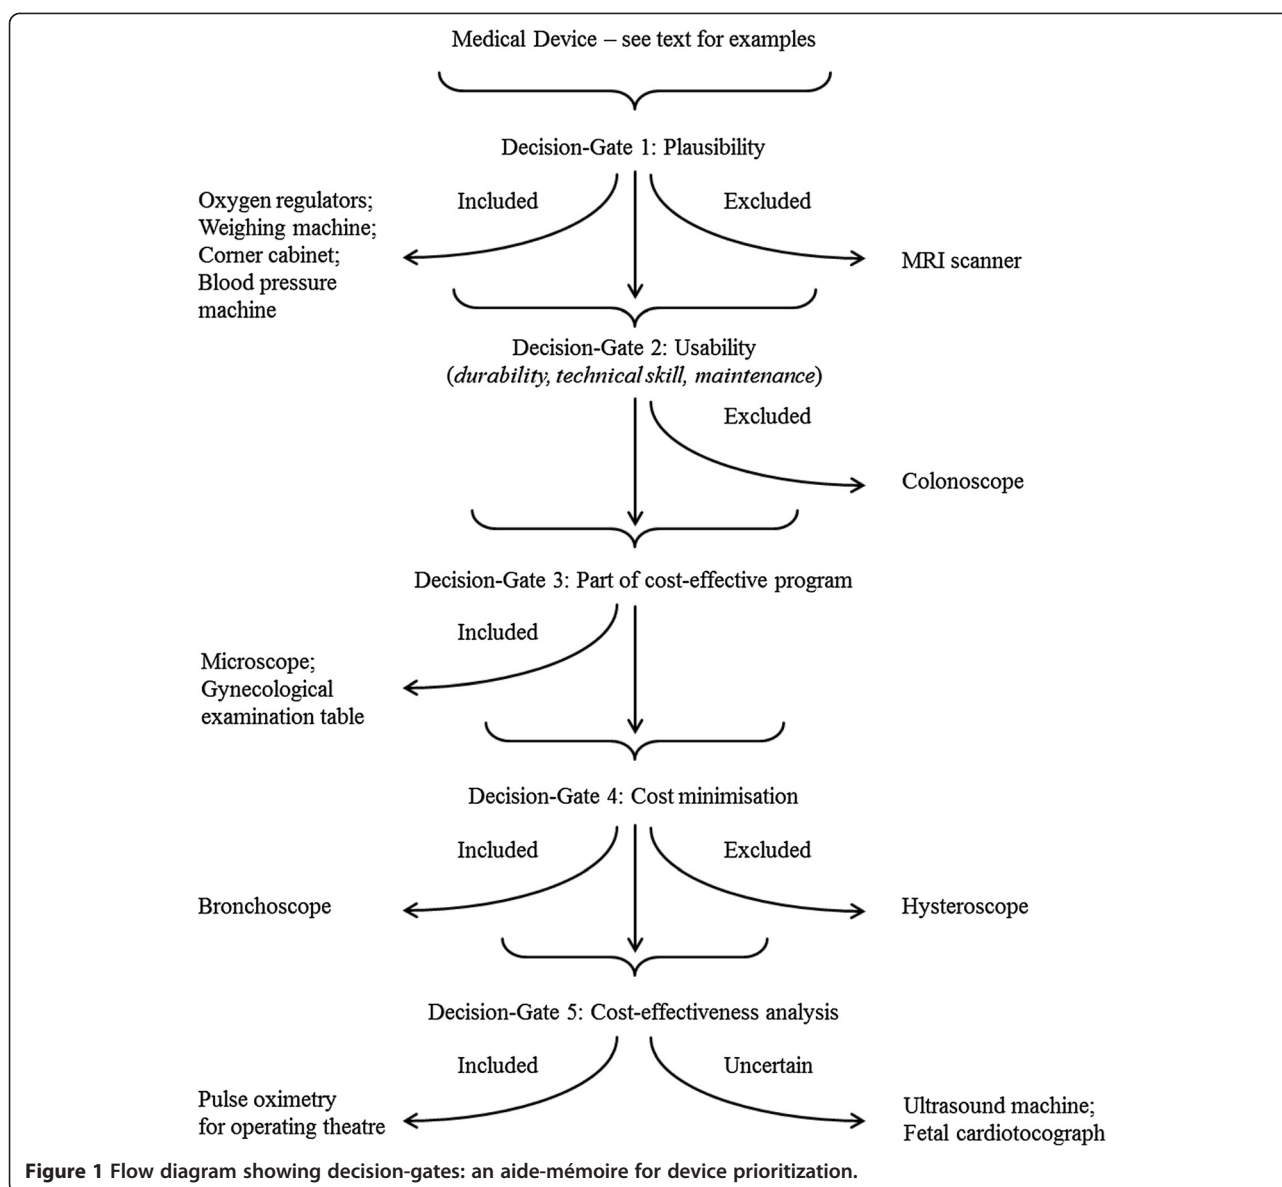 Medical Device – see text for examples
Decision-Gate 1: Plausibility
Included
Excluded
Oxygen regulators;
Weighing machine;
Corner cabinet;
Blood pressure
machine
MRI scanner
Decision-Gate 2: Usability
(durability, technical skill, maintenance)
Excluded
Colonoscope
Decision-Gate 3: Part of cost-effective program
Included
Microscope;
Gynecological
examination table
Decision-Gate 4: Cost minimisation
Included
Excluded
Bronchoscope
Hysteroscope
Decision-Gate 5: Cost-effectiveness analysis
Included
Uncertain
Pulse oximetry
for operating theatre
Ultrasound machine;
Fetal cardiotocograph
Figure 1 Flow diagram showing decision-gates: an aide-mémoire for device prioritization.